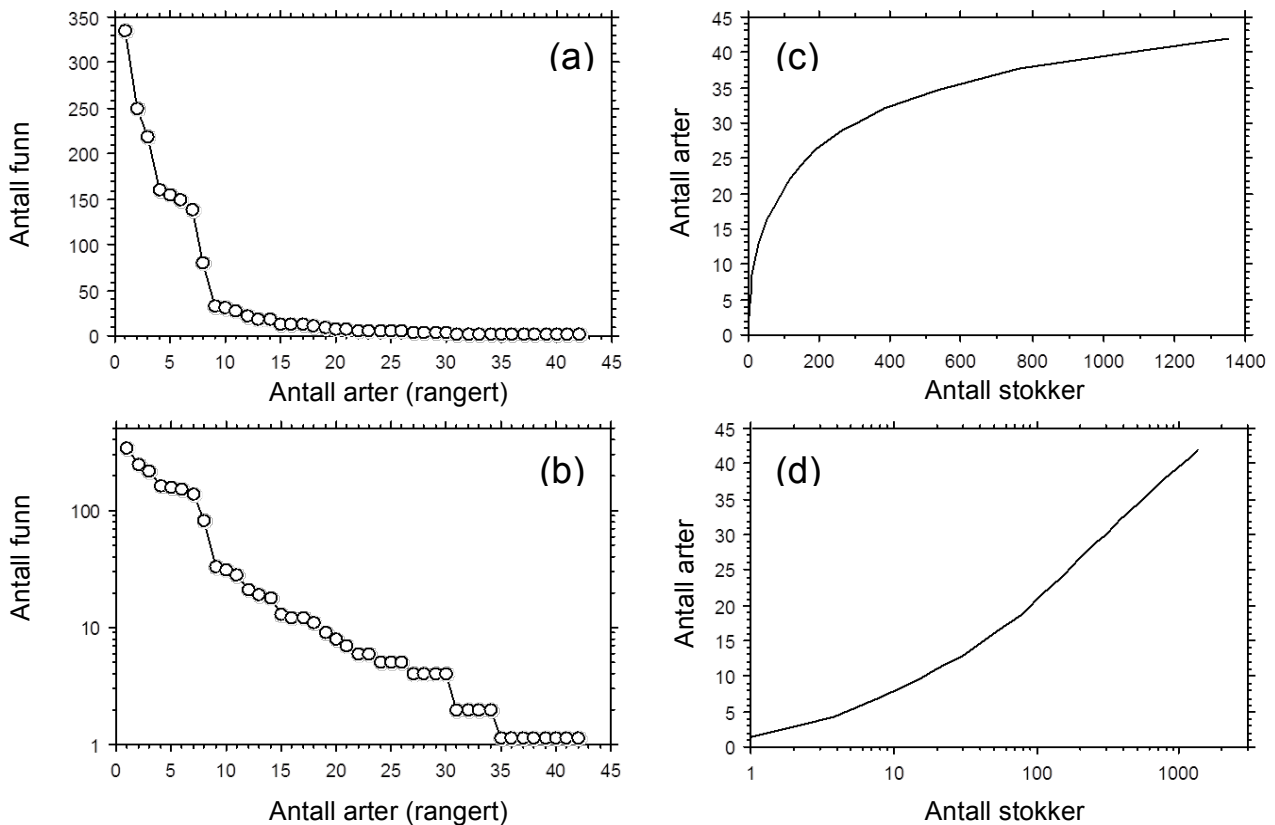 (a)
Antall funn
350
300
250
200
150
100
50
0
0 5 10 15 20 25 30 35 40 45
Antall arter (rangert)
(c)
Antall arter
45
40
35
30
25
20
15
10
5
0
0 200 400 600 800 1000 1200 1400
Antall stokker
(b)
Antall funn
100
10
1
0 5 10 15 20 25 30 35 40 45
Antall arter (rangert)
(d)
Antall arter
45
40
35
30
25
20
15
10
5
0
1 10 100 1000
Antall stokker